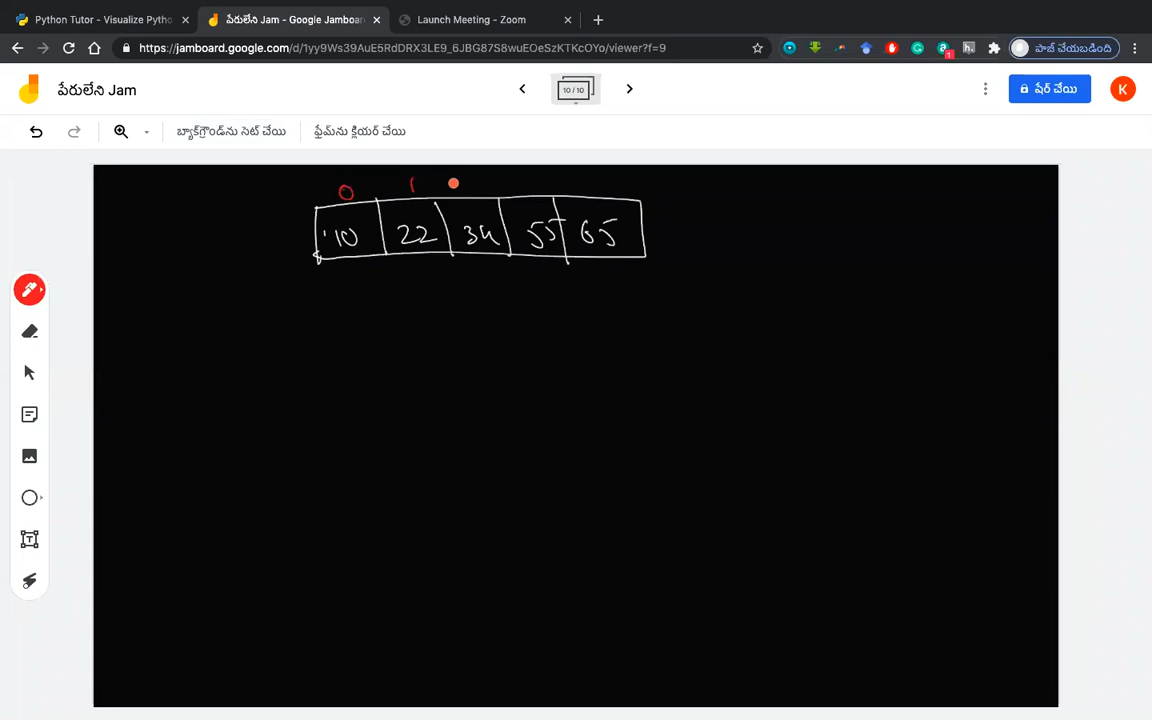 Python Tutor - Visualize Pytho
పేరులేని Jam - Google Jamboar
Launch Meeting - Zoom
https://jamboard.google.com/d/1yy9Ws39AuE5RdDRX3LE9_6JBG87S8wuEOeSzKTKcOYo/viewer?f=9
పాజ్ చేయబడింది
పేరులేని Jam
10 / 10
షేర్ చేయి
K
బ్యాక్‌గ్రౌండ్‌ను సెట్ చేయి
ఫ్రేమ్‌ను క్లియర్ చేయి
0 1
10 22 34 55 65